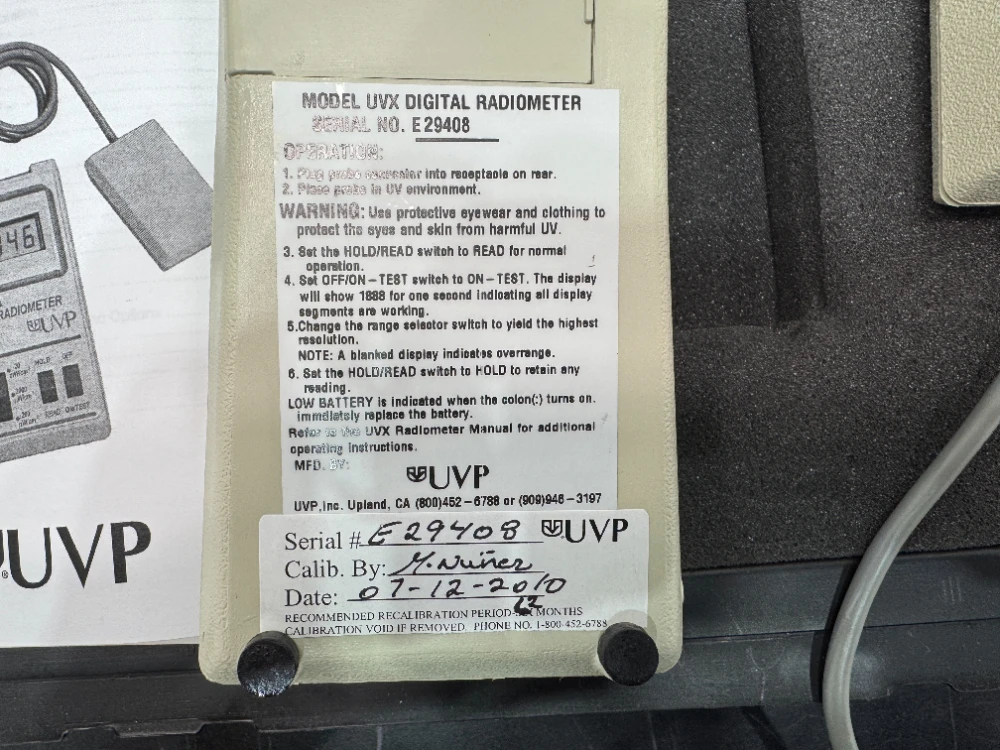 MODEL UVX DIGITAL RADIOMETER
SERIAL NO. E29408
OPERATION:
1. Plug probe connector into receptacle on rear.
2. Place probe in UV environment.
WARNING: Use protective eyewear and clothing to
protect the eyes and skin from harmful UV.
3. Set the HOLD/READ switch to READ for normal
operation.
4. Set OFF/ON-TEST switch to ON-TEST. The display
will show 1888 for one second indicating all display
segments are working.
5.Change the range selector switch to yield the highest
resolution.
NOTE: A blanked display indicates overrange.
6. Set the HOLD/READ switch to HOLD to retain any
reading.
LOW BATTERY is indicated when the colon(:) turns on.
immdietely replace the battery.
Refer to the UVX Radiometer Manual for additional
operating instructions.
MFD. BY:
UVP
UVP,Inc. Upland, CA (800)452-6788 or (909)946-3197
Serial # E29408 UVP
Calib. By: M. Nuñez
Date: 07-12-2010
RECOMMENDED RECALIBRATION PERIOD- 12 MONTHS
CALIBRATION VOID IF REMOVED. PHONE NO. 1-800-452-6788
RADIOMETER
UVP
HOLD OFF
READ ON/TEST
UVP